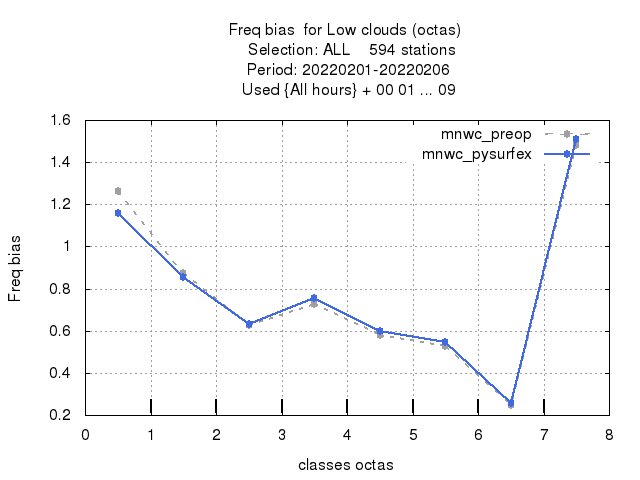 Freq bias  for Low clouds (octas)
Selection: ALL    594 stations
Period: 20220201-20220206
Used {All hours} + 00 01 ... 09
1.6
1.4
1.2
1
0.8
0.6
0.4
0.2
Freq bias
mnwc_preop
mnwc_pysurfex
0 1 2 3 4 5 6 7 8
classes octas